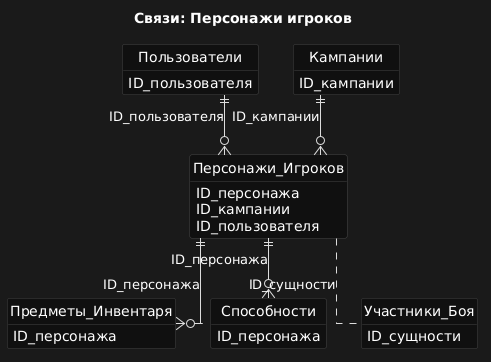 Связи: Персонажи игроков
Пользователи
ID_пользователя
Кампании
ID_кампании
ID_пользователя
ID_кампании
Персонажи_Игроков
ID_персонажа
ID_кампании
ID_пользователя
ID_персонажа
ID_персонажа
ID_сущности
Предметы_Инвентаря
ID_персонажа
Способности
ID_персонажа
Участники_Боя
ID_сущности